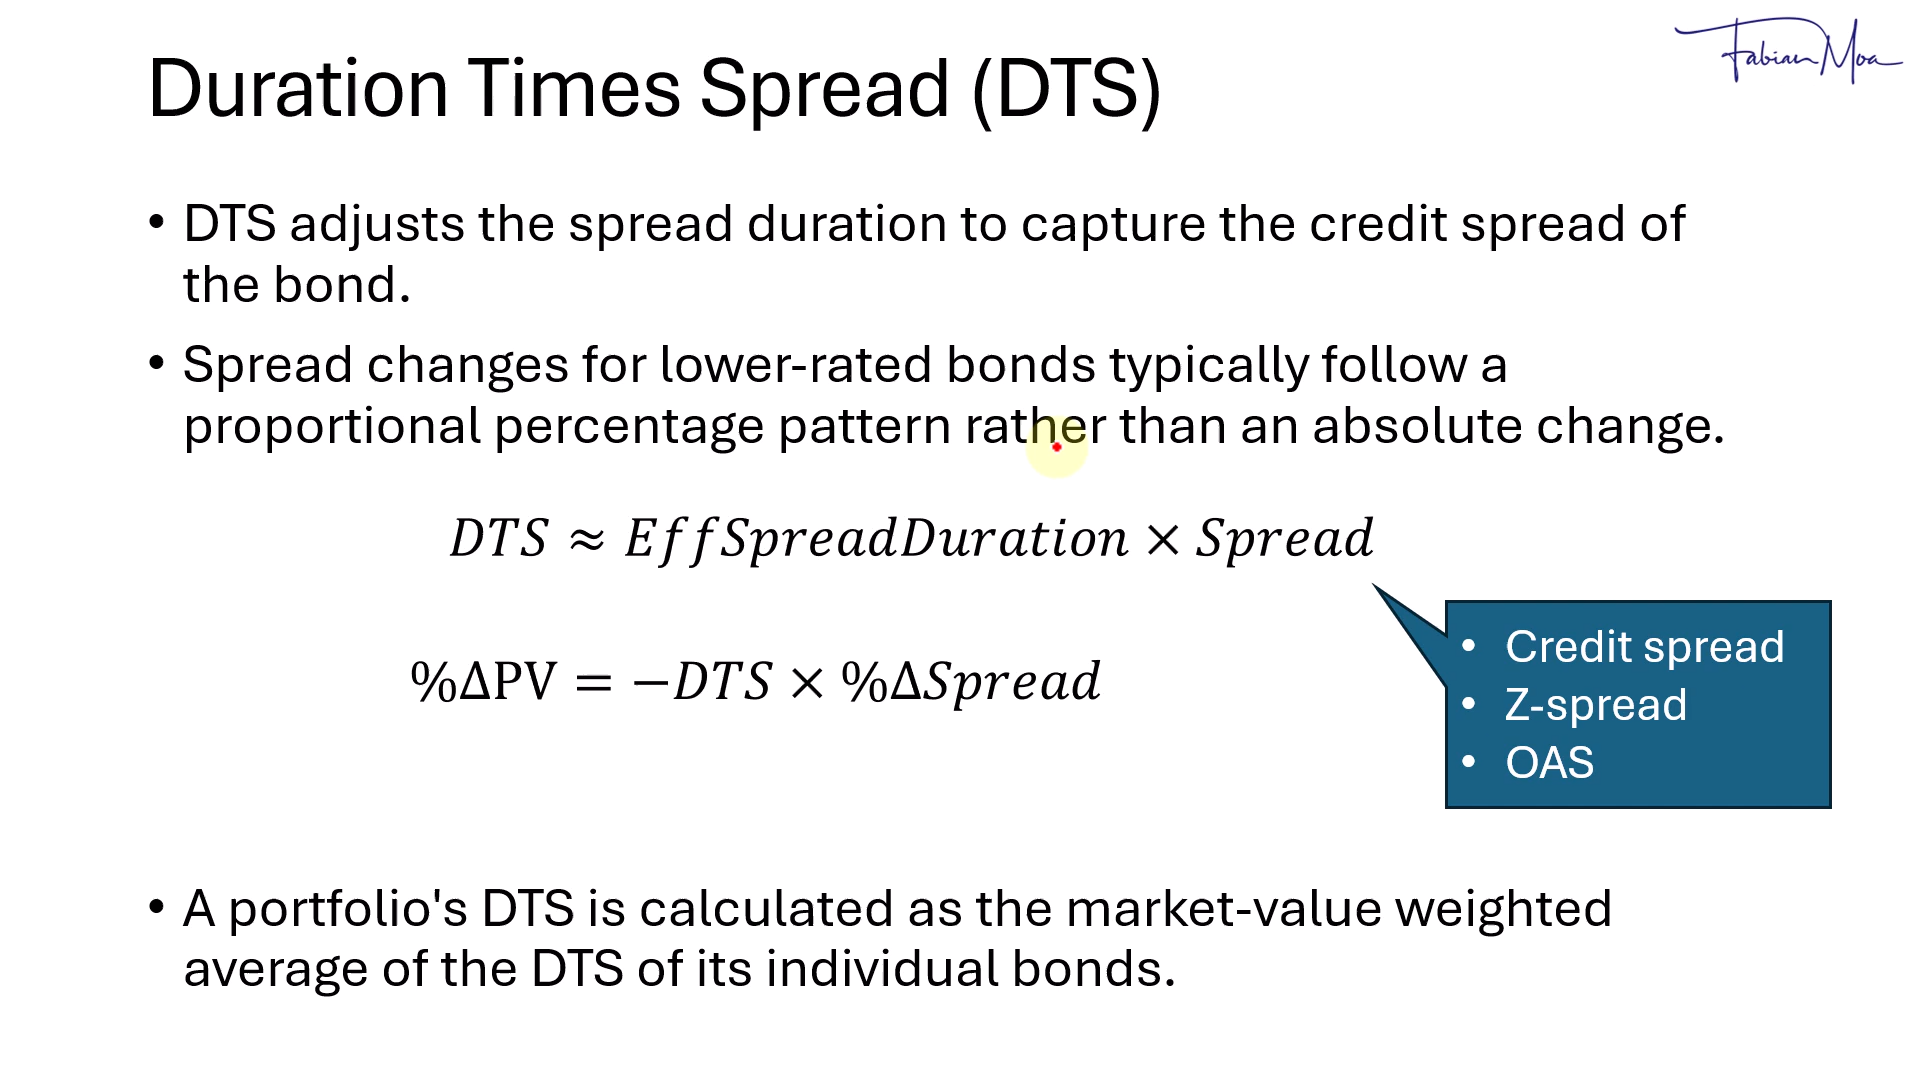 Fabian Moa
Duration Times Spread (DTS)
• DTS adjusts the spread duration to capture the credit spread of
the bond.
• Spread changes for lower-rated bonds typically follow a
proportional percentage pattern rather than an absolute change.
DTS ≈ EffSpreadDuration × Spread
%ΔPV = −DTS × %ΔSpread
• Credit spread
• Z-spread
• OAS
• A portfolio's DTS is calculated as the market-value weighted
average of the DTS of its individual bonds.